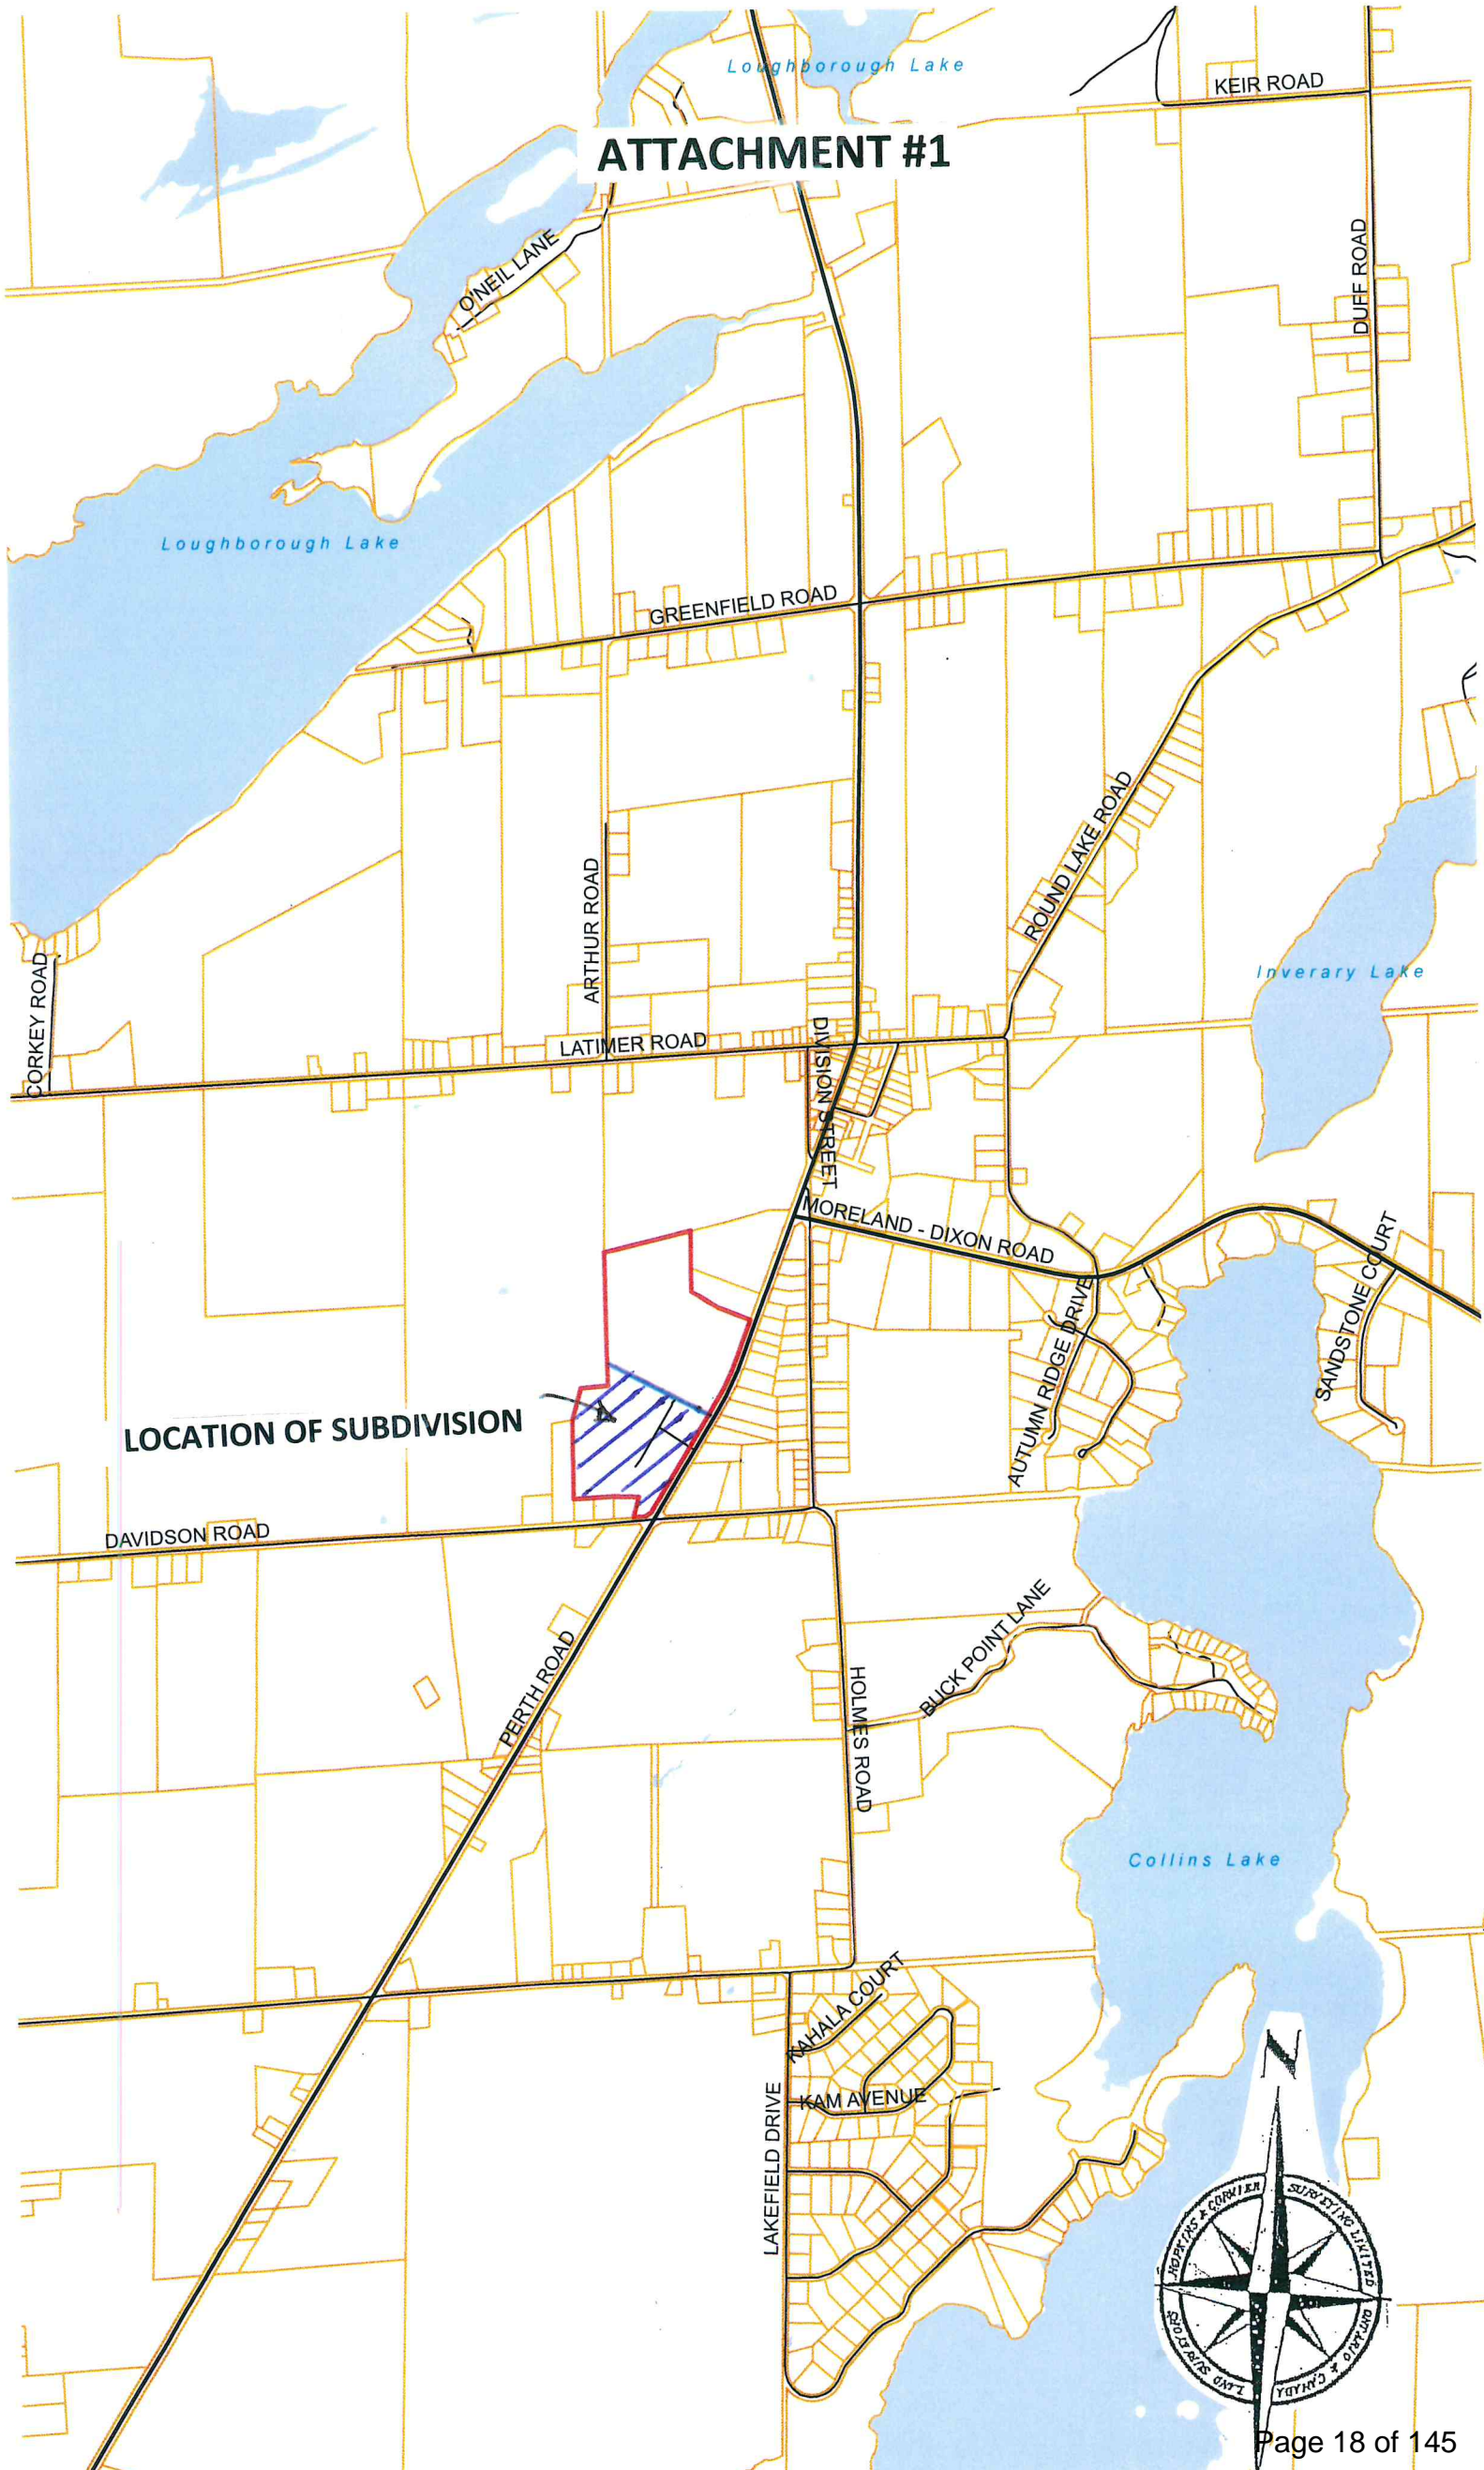 Loughborough Lake
KEIR ROAD
ATTACHMENT #1
O'NEIL LANE
DUFF ROAD
Loughborough Lake
GREENFIELD ROAD
ROUND LAKE ROAD
ARTHUR ROAD
Inverary Lake
CORKEY ROAD
LATIMER ROAD
DIVISION STREET
MORELAND - DIXON ROAD
SANDSTONE COURT
AUTUMN RIDGE DRIVE
LOCATION OF SUBDIVISION
DAVIDSON ROAD
BUCK POINT LANE
PERTH ROAD
HOLMES ROAD
Collins Lake
KAHALA COURT
KAM AVENUE
LAKEFIELD DRIVE
N
HOPKINS & CORMIER SURVEYING LIMITED
ONTARIO & CANADA LAND SURVEYORS
Page 18 of 145